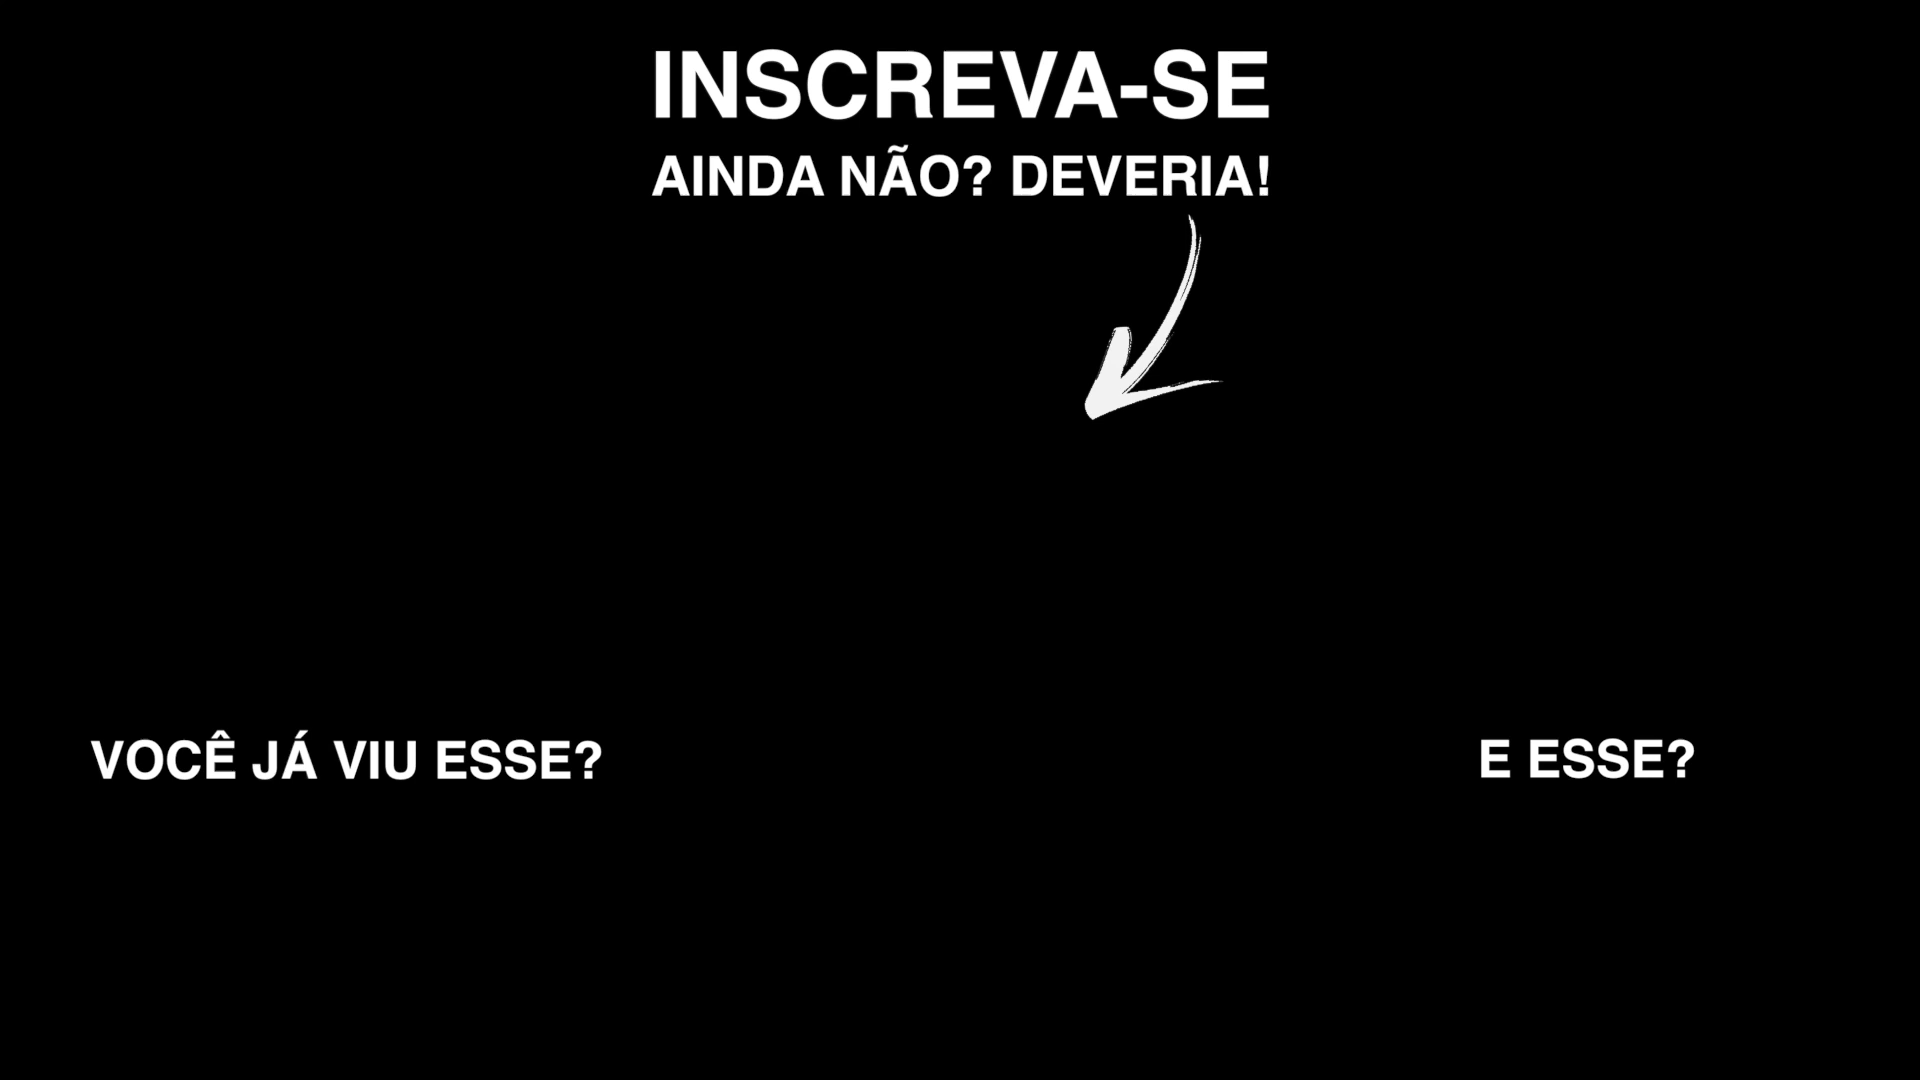 INSCREVA-SE
AINDA NÃO? DEVERIA!
VOCÊ JÁ VIU ESSE?
E ESSE?